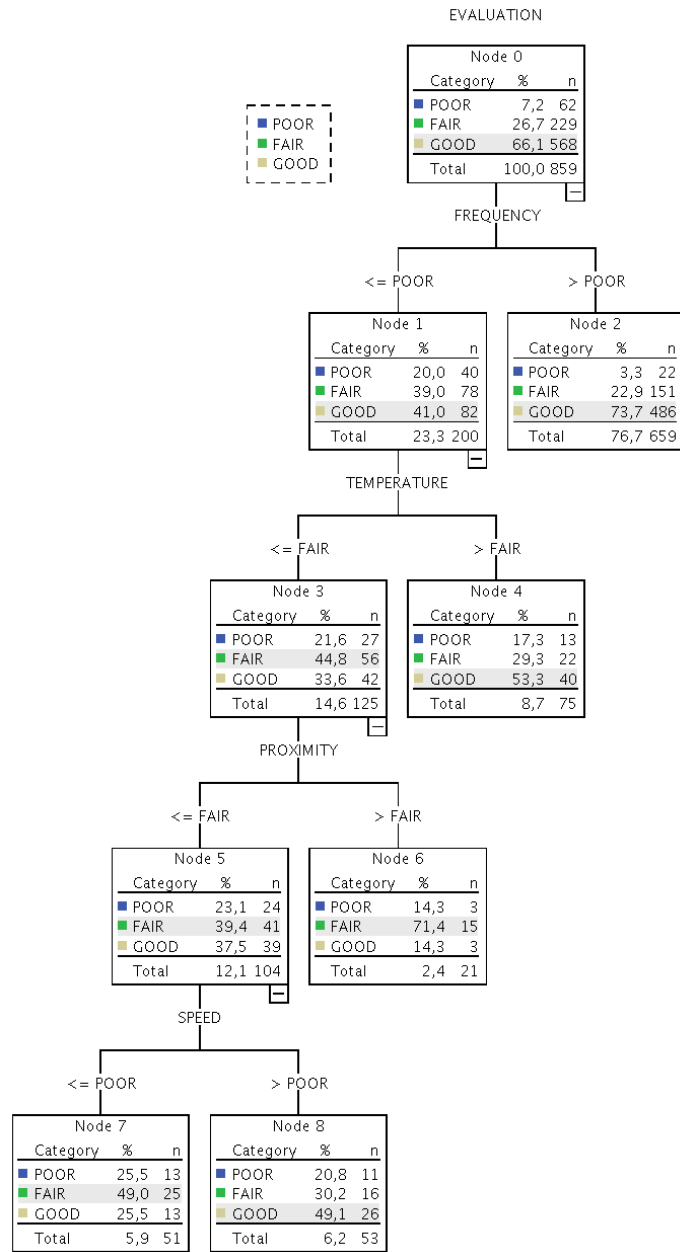 EVALUATION
Node 0
Category % n
POOR 7,2 62
FAIR 26,7 229
GOOD 66,1 568
Total 100,0 859
POOR
FAIR
GOOD
FREQUENCY
<= POOR
> POOR
Node 1
Category % n
POOR 20,0 40
FAIR 39,0 78
GOOD 41,0 82
Total 23,3 200
Node 2
Category % n
POOR 3,3 22
FAIR 22,9 151
GOOD 73,7 486
Total 76,7 659
TEMPERATURE
<= FAIR
> FAIR
Node 3
Category % n
POOR 21,6 27
FAIR 44,8 56
GOOD 33,6 42
Total 14,6 125
Node 4
Category % n
POOR 17,3 13
FAIR 29,3 22
GOOD 53,3 40
Total 8,7 75
PROXIMITY
<= FAIR
> FAIR
Node 5
Category % n
POOR 23,1 24
FAIR 39,4 41
GOOD 37,5 39
Total 12,1 104
Node 6
Category % n
POOR 14,3 3
FAIR 71,4 15
GOOD 14,3 3
Total 2,4 21
SPEED
<= POOR
> POOR
Node 7
Category % n
POOR 25,5 13
FAIR 49,0 25
GOOD 25,5 13
Total 5,9 51
Node 8
Category % n
POOR 20,8 11
FAIR 30,2 16
GOOD 49,1 26
Total 6,2 53